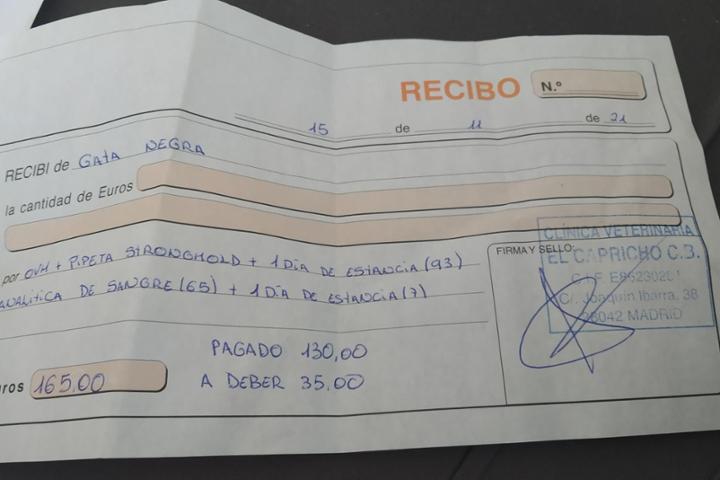 RECIBO N.º
15 de 11 de 21
RECIBI de GATA NEGRA
la cantidad de Euros
por OVH + PIPETA STRONGHOLD + 1 DIA DE ESTANCIA (93)
ANALITICA DE SANGRE (65) + 1 DIA DE ESTANCIA (7)
FIRMA Y SELLO:
CLÍNICA VETERINARIA
EL CAPRICHO C.B.
C/. Joaquín Ibarra, 38
28042 MADRID
PAGADO 130,00
uros 165,00
A DEBER 35,00